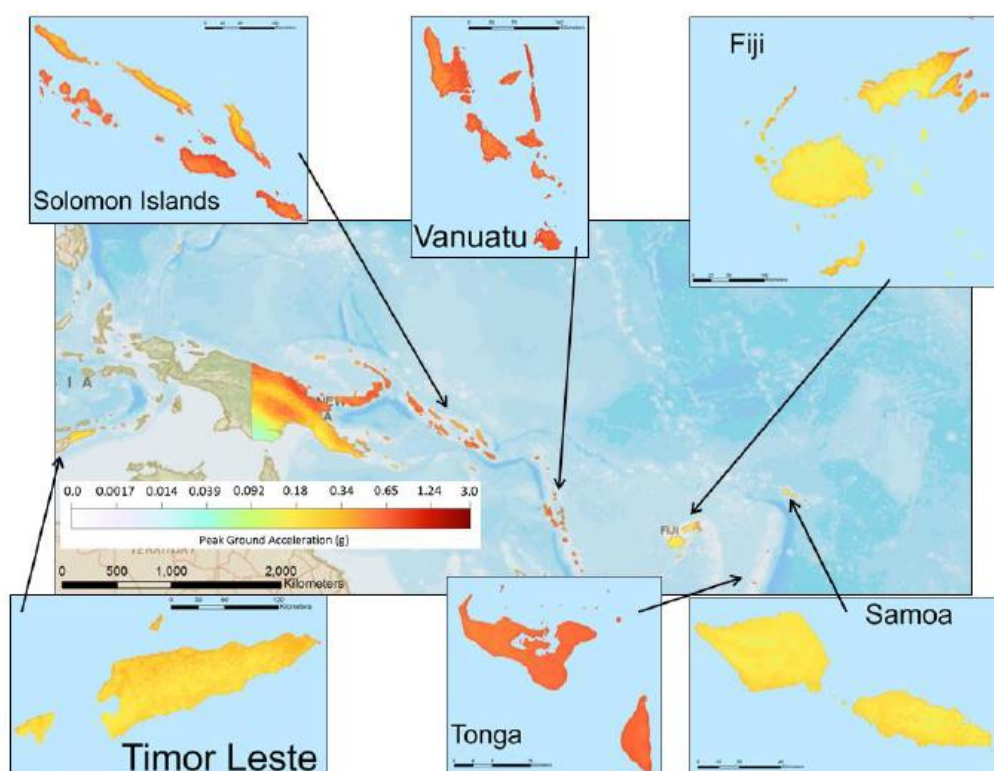 Solomon Islands
Vanuatu
Fiji
I A
NEW
A
FIJI
0.0 0.0017 0.014 0.039 0.092 0.18 0.34 0.65 1.24 3.0
Peak Ground Acceleration (g)
TERRITORY
0 500 1,000 2,000
Kilometers
Timor Leste
Tonga
Samoa